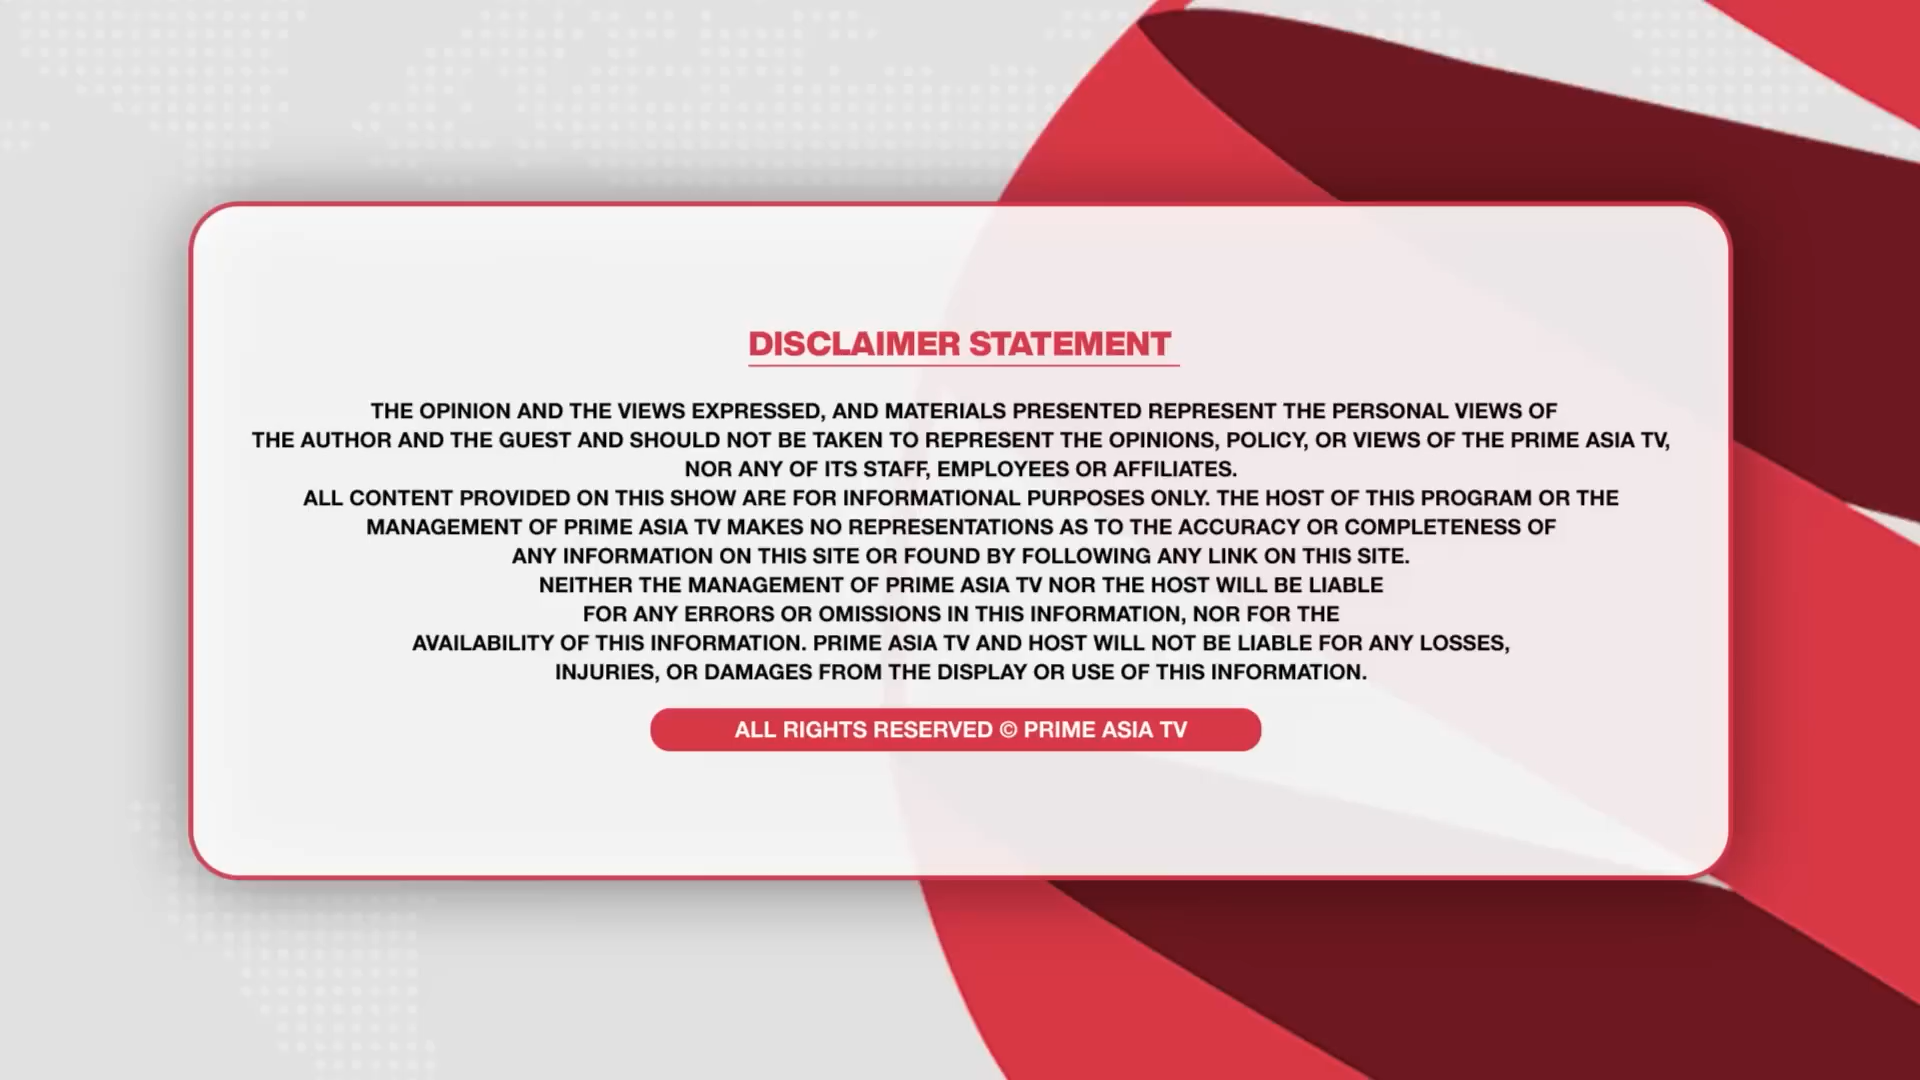 DISCLAIMER STATEMENT
THE OPINION AND THE VIEWS EXPRESSED, AND MATERIALS PRESENTED REPRESENT THE PERSONAL VIEWS OF
THE AUTHOR AND THE GUEST AND SHOULD NOT BE TAKEN TO REPRESENT THE OPINIONS, POLICY, OR VIEWS OF THE PRIME ASIA TV,
NOR ANY OF ITS STAFF, EMPLOYEES OR AFFILIATES.
ALL CONTENT PROVIDED ON THIS SHOW ARE FOR INFORMATIONAL PURPOSES ONLY. THE HOST OF THIS PROGRAM OR THE
MANAGEMENT OF PRIME ASIA TV MAKES NO REPRESENTATIONS AS TO THE ACCURACY OR COMPLETENESS OF
ANY INFORMATION ON THIS SITE OR FOUND BY FOLLOWING ANY LINK ON THIS SITE.
NEITHER THE MANAGEMENT OF PRIME ASIA TV NOR THE HOST WILL BE LIABLE
FOR ANY ERRORS OR OMISSIONS IN THIS INFORMATION, NOR FOR THE
AVAILABILITY OF THIS INFORMATION. PRIME ASIA TV AND HOST WILL NOT BE LIABLE FOR ANY LOSSES,
INJURIES, OR DAMAGES FROM THE DISPLAY OR USE OF THIS INFORMATION.
ALL RIGHTS RESERVED © PRIME ASIA TV